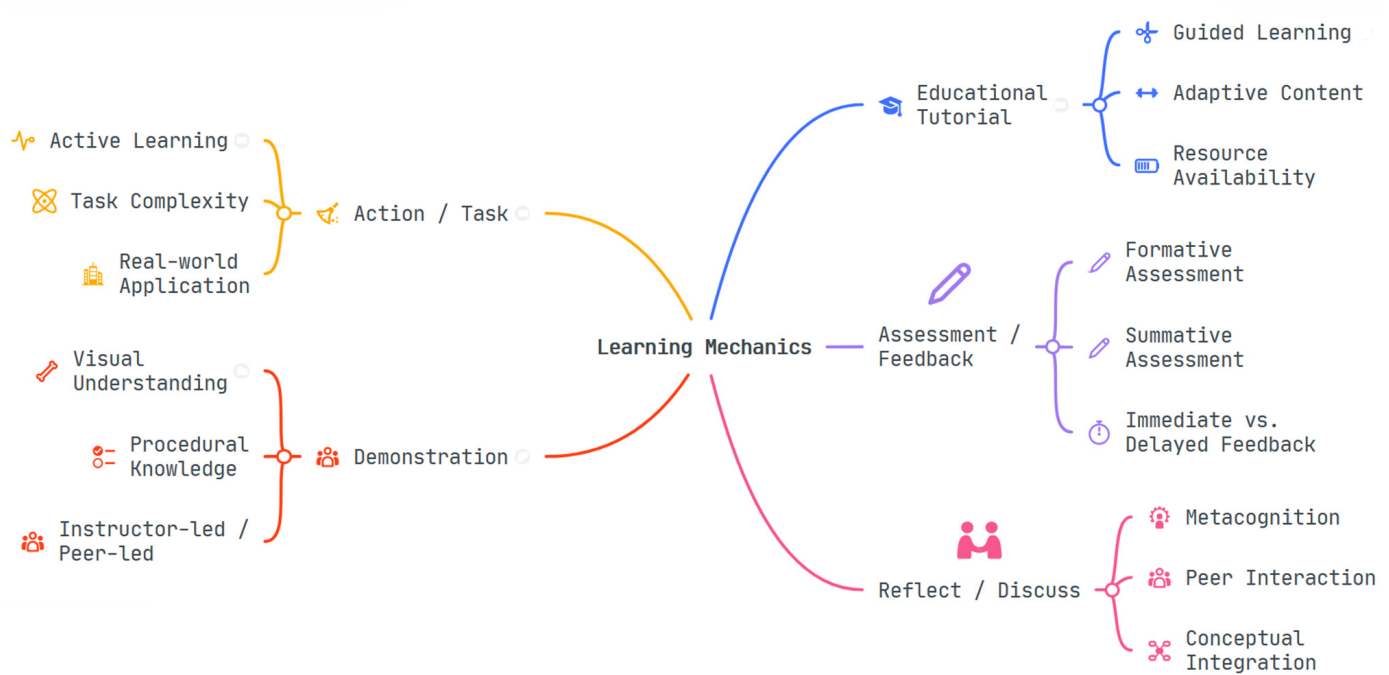 Learning Mechanics
Educational
Tutorial
Guided Learning
Adaptive Content
Resource
Availability
Assessment /
Feedback
Formative
Assessment
Summative
Assessment
Immediate vs.
Delayed Feedback
Reflect / Discuss
Metacognition
Peer Interaction
Conceptual
Integration
Action / Task
Active Learning
Task Complexity
Real-world
Application
Demonstration
Visual
Understanding
Procedural
Knowledge
Instructor-led /
Peer-led